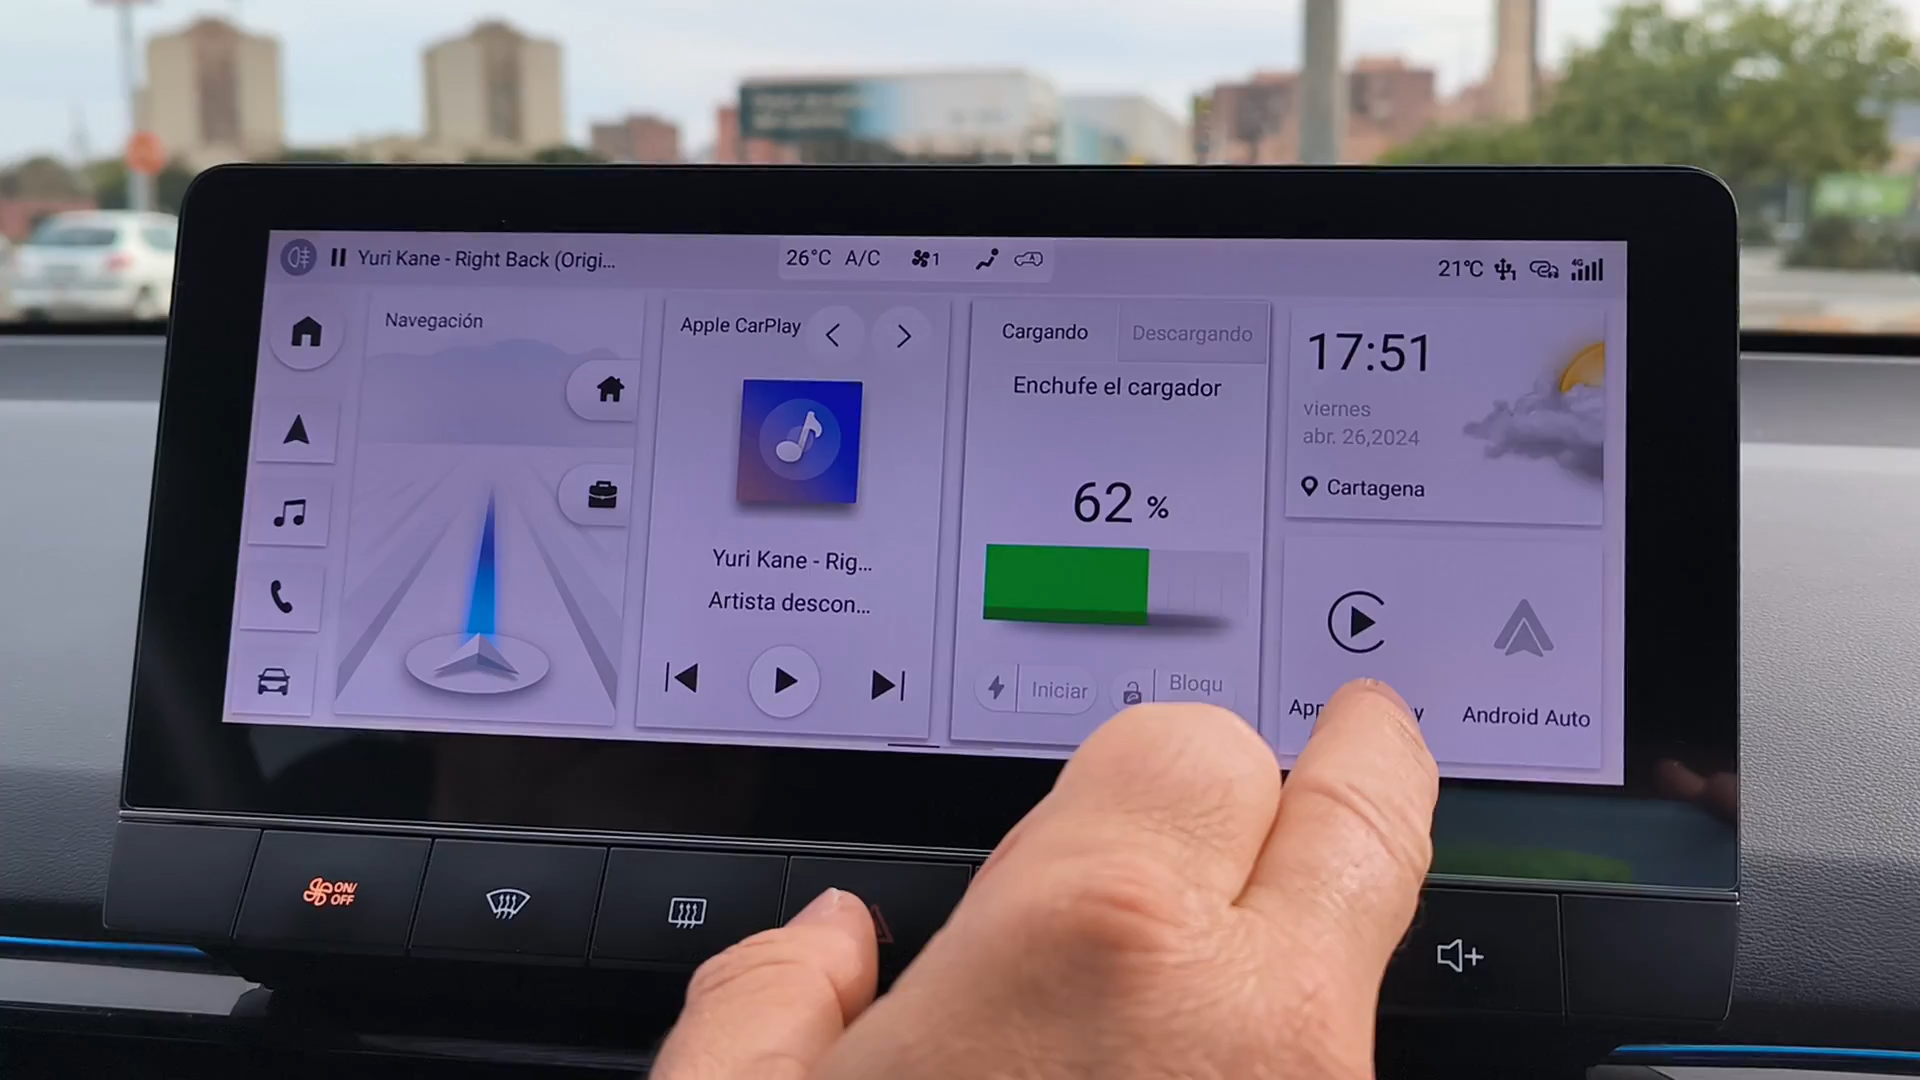 Yuri Kane - Right Back (Origi...
26°C A/C 1
21℃ 4G
Navegación
Apple CarPlay
Yuri Kane - Rig...
Artista descon...
Cargando
Descargando
Enchufe el cargador
62 %
Iniciar
Bloqu
17:51
viernes
abr. 26,2024
Cartagena
Android Auto
ON/
OFF